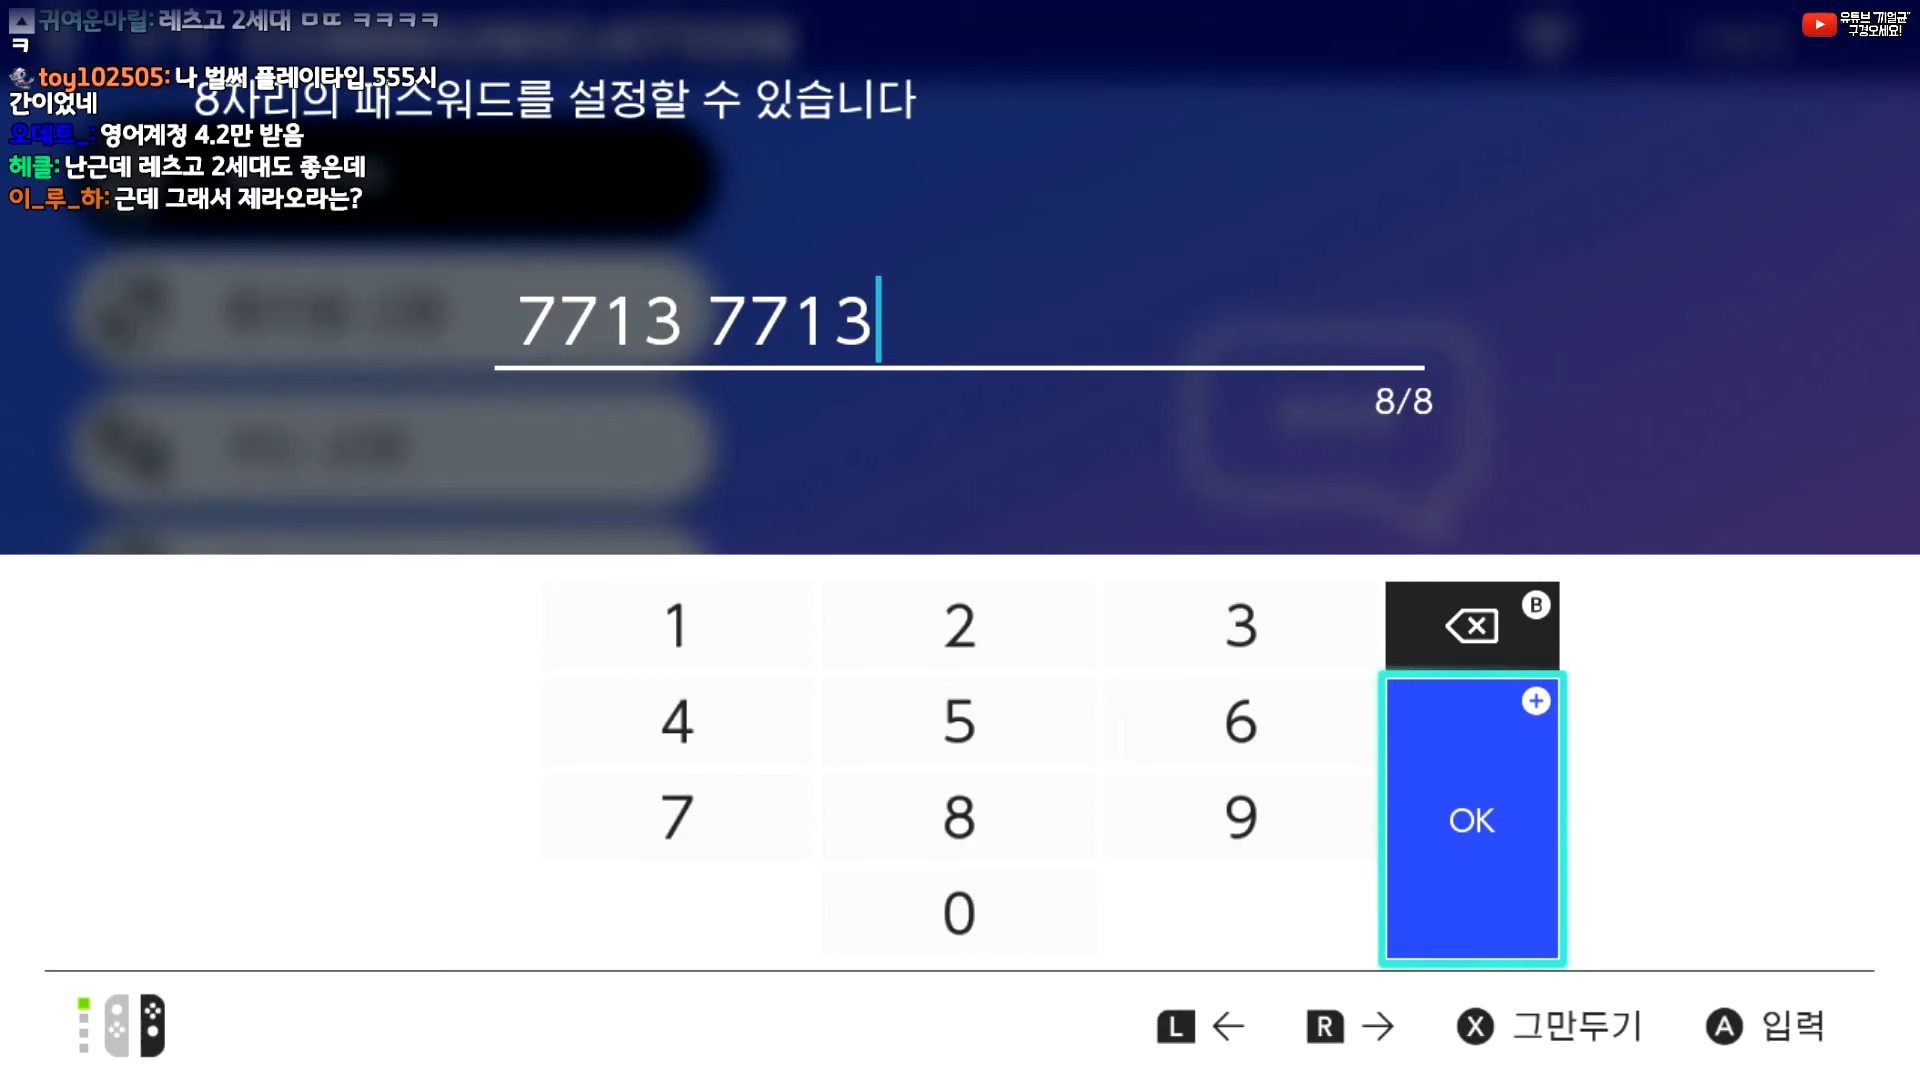 귀여운마릴: 레츠고 2세대 ㅁㄸ ㅋㅋㅋㅋ
ㅋ
toy102505: 나 벌써 플레이타임 555시
간이었네
오데트_: 영어계정 4.2만 받음
헤클: 난근데 레츠고 2세대도 좋은데
이_루_하: 근데 그래서 제라오라는?
유튜브 "끼얼균"
구경오세요!
8자리의 패스워드를 설정할 수 있습니다
7713 7713
8/8
1 2 3 B
4 5 6 +
7 8 9 OK
0
L ← R → X 그만두기 A 입력